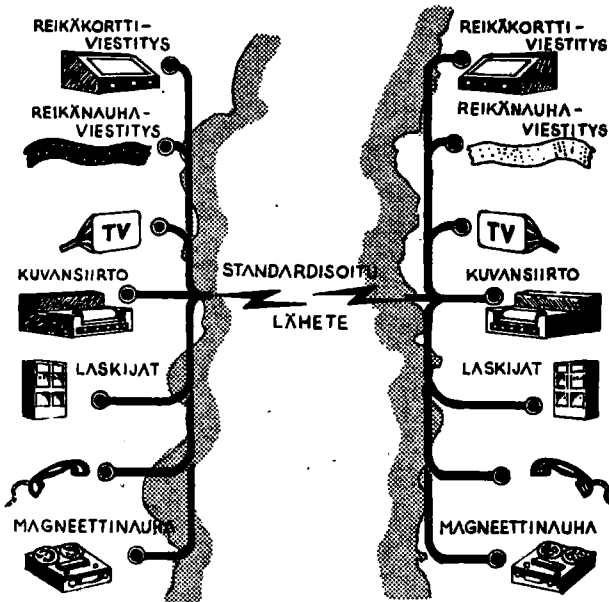 REIKÄKORTTI-
VIESTITYS
REIKÄNAUHA-
VIESTITYS
TV
KUVANSIIRTO
LASKIJAT
MAGNEETTINAUHA
STANDARDISOITU
LÄHETE
REIKÄKORTTI-
VIESTITYS
REIKÄNAUHA-
VIESTITYS
TV
KUVANSIIRTO
LASKIJAT
MAGNEETTINAUHA